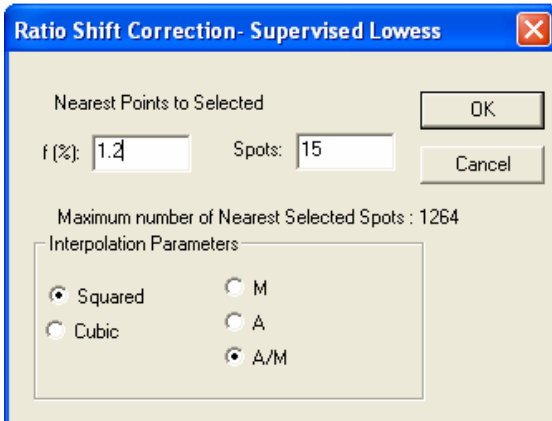 Ratio Shift Correction- Supervised Lowess
Nearest Points to Selected
OK
f (%): 1.2 Spots: 15
Cancel
Maximum number of Nearest Selected Spots : 1264
Interpolation Parameters
Squared
Cubic
M
A
A/M